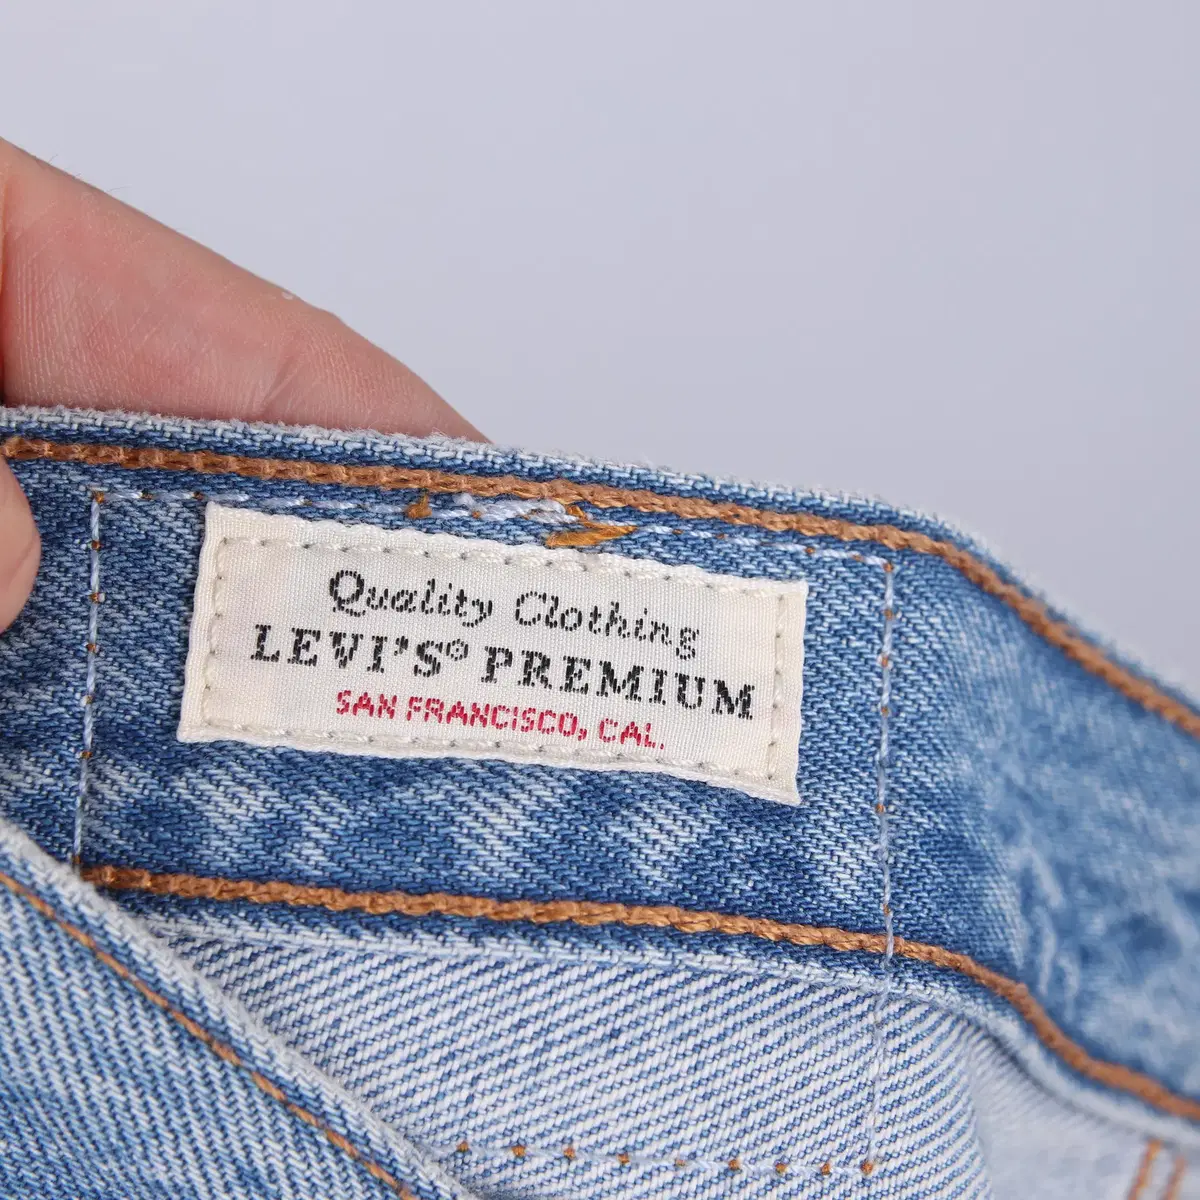 Quality Clothing
LEVI'S® PREMIUM
SAN FRANCISCO, CAL.